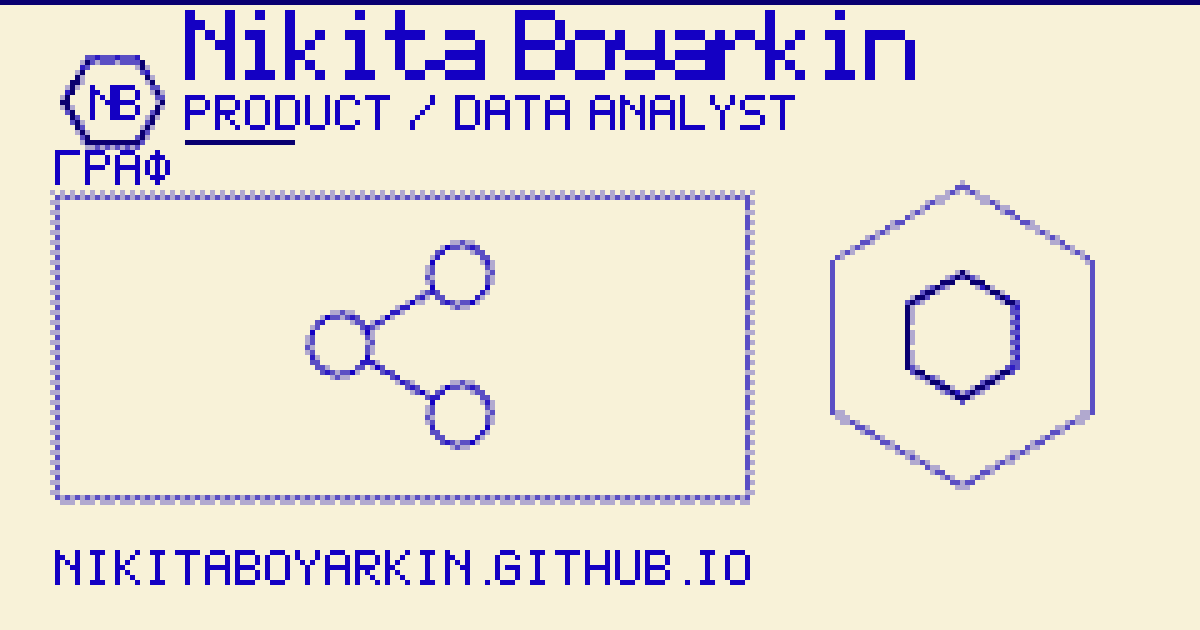 Nikita Boyarkin
NB
PRODUCT / DATA ANALYST
ГРАФ
NIKITABOYARKIN.GITHUB.IO